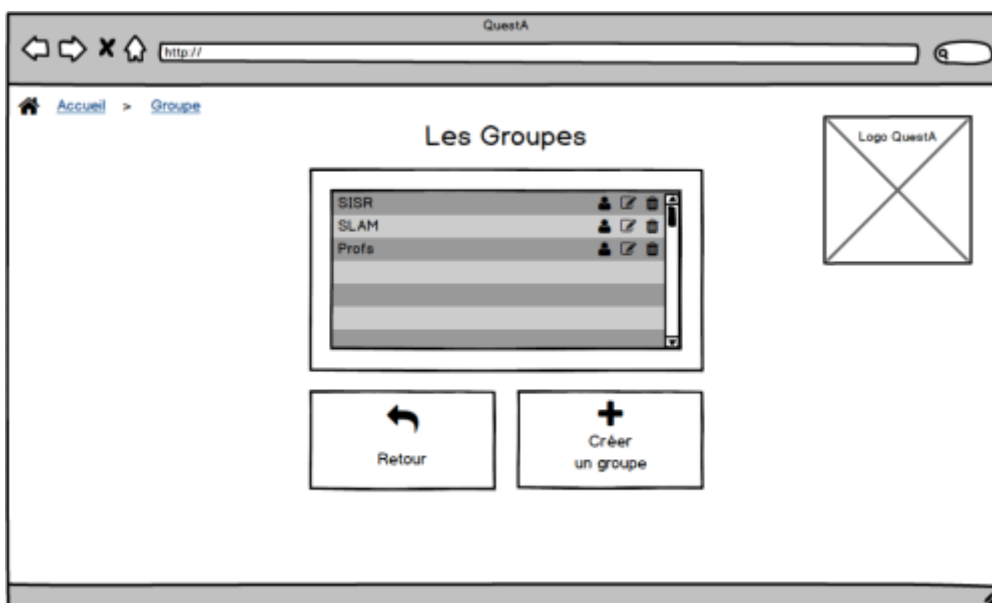 QuestA
http://
Accueil > Groupe
Les Groupes
Logo QuestA
SISR
SLAM
Profs
Retour
Créer
un groupe